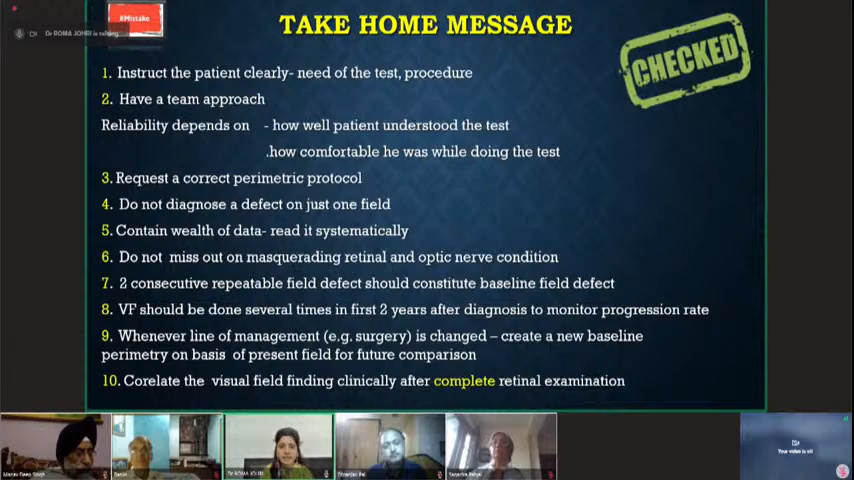 #Mistake
TAKE HOME MESSAGE
Dr ROMA JOHRI is talking...
CHECKED
1. Instruct the patient clearly- need of the test, procedure
2. Have a team approach
Reliability depends on - how well patient understood the test
.how comfortable he was while doing the test
3. Request a correct perimetric protocol
4. Do not diagnose a defect on just one field
5. Contain wealth of data- read it systematically
6. Do not miss out on masquerading retinal and optic nerve condition
7. 2 consecutive repeatable field defect should constitute baseline field defect
8. VF should be done several times in first 2 years after diagnosis to monitor progression rate
9. Whenever line of management (e.g. surgery) is changed – create a new baseline
perimetry on basis of present field for future comparison
10. Corelate the visual field finding clinically after complete retinal examination
Dr ROMA JOHRI
Your video is off